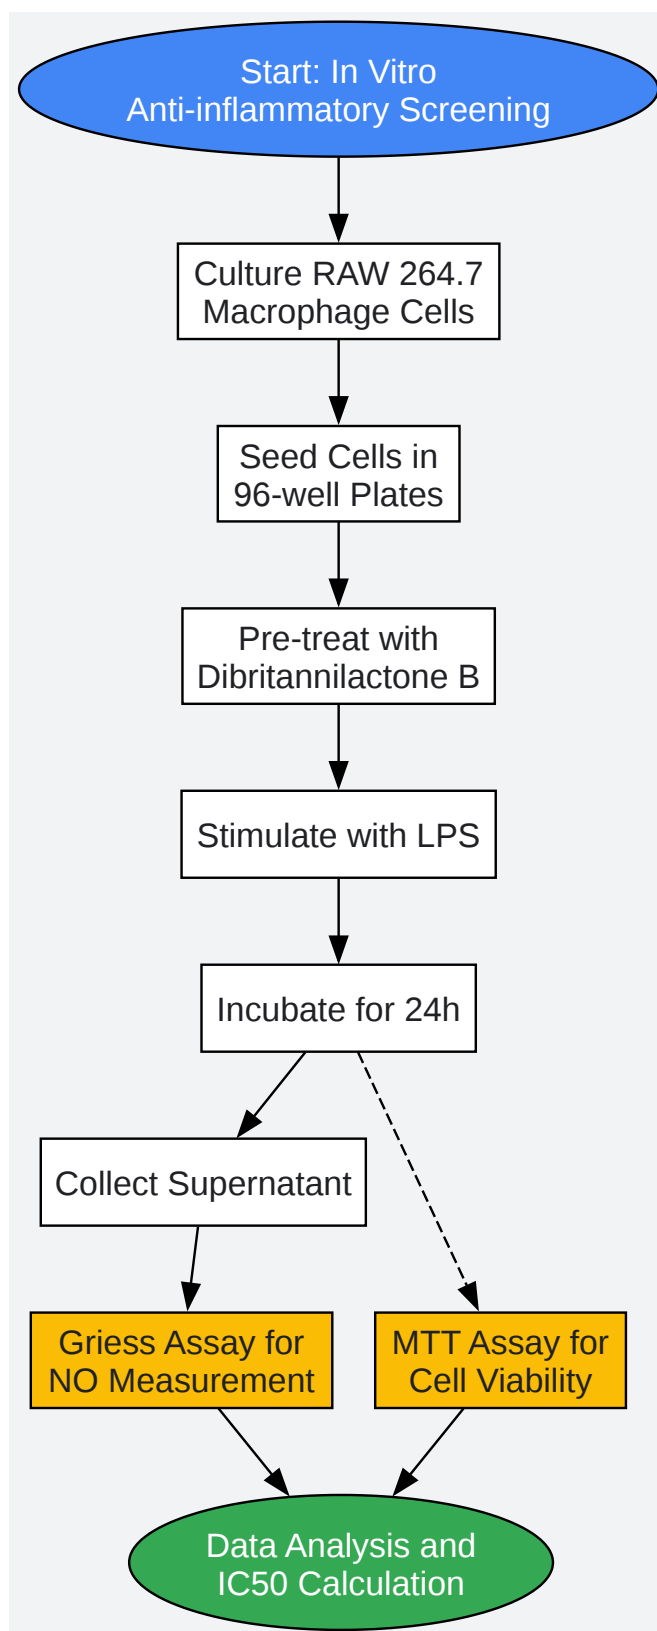 Start: In Vitro
Anti-inflammatory Screening
Culture RAW 264.7
Macrophage Cells
Seed Cells in
96-well Plates
Pre-treat with
Dibritannilactone B
Stimulate with LPS
Incubate for 24h
Collect Supernatant
Griess Assay for
NO Measurement
MTT Assay for
Cell Viability
Data Analysis and
IC50 Calculation